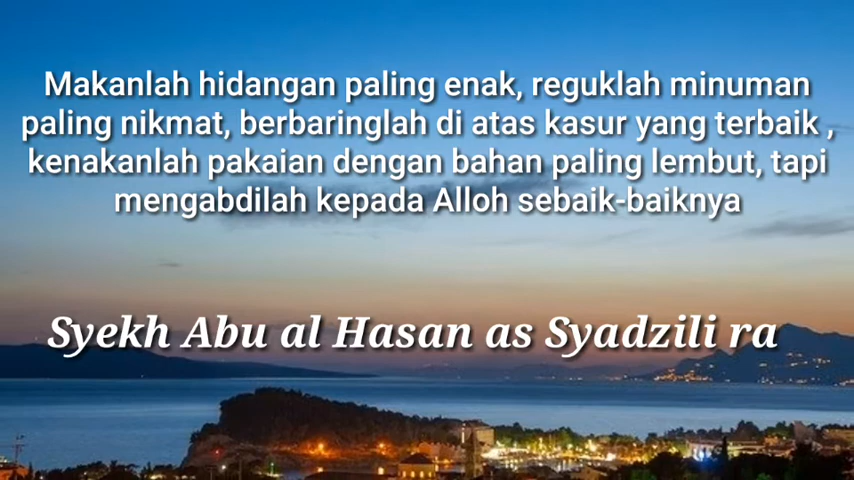 Makanlah hidangan paling enak, reguklah minuman
paling nikmat, berbaringlah di atas kasur yang terbaik ,
kenakanlah pakaian dengan bahan paling lembut, tapi
mengabdilah kepada Alloh sebaik-baiknya
Syekh Abu al Hasan as Syadzili ra